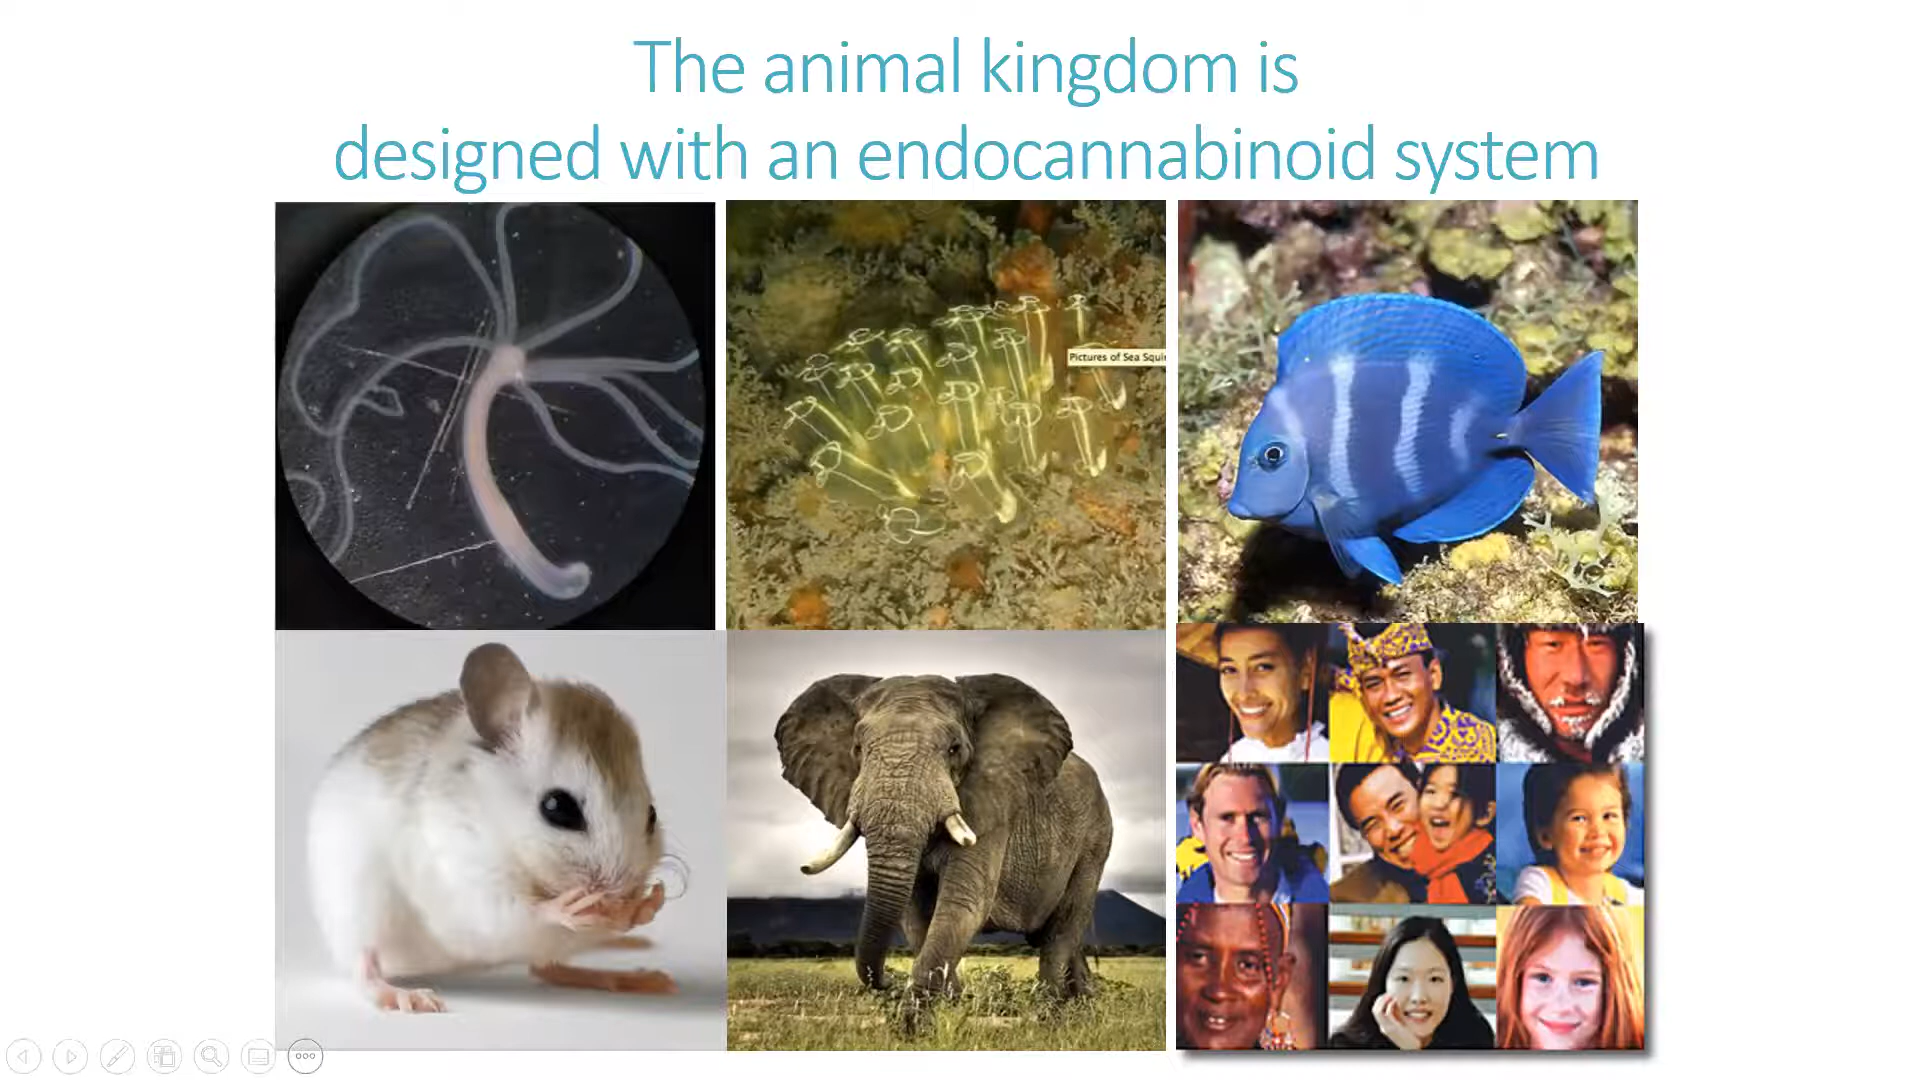 The animal kingdom is
designed with an endocannabinoid system
Pictures of Sea Squi